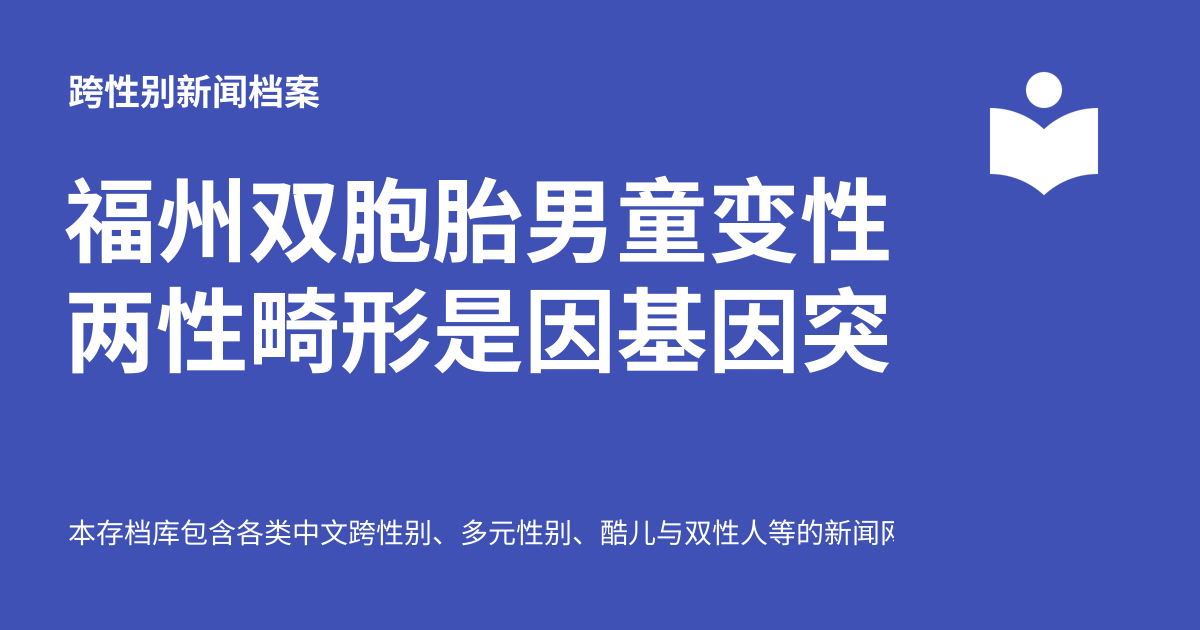 跨性别新闻档案
福州双胞胎男童变性
两性畸形是因基因突
本存档库包含各类中文跨性别、多元性别、酷儿与双性人等的新闻网